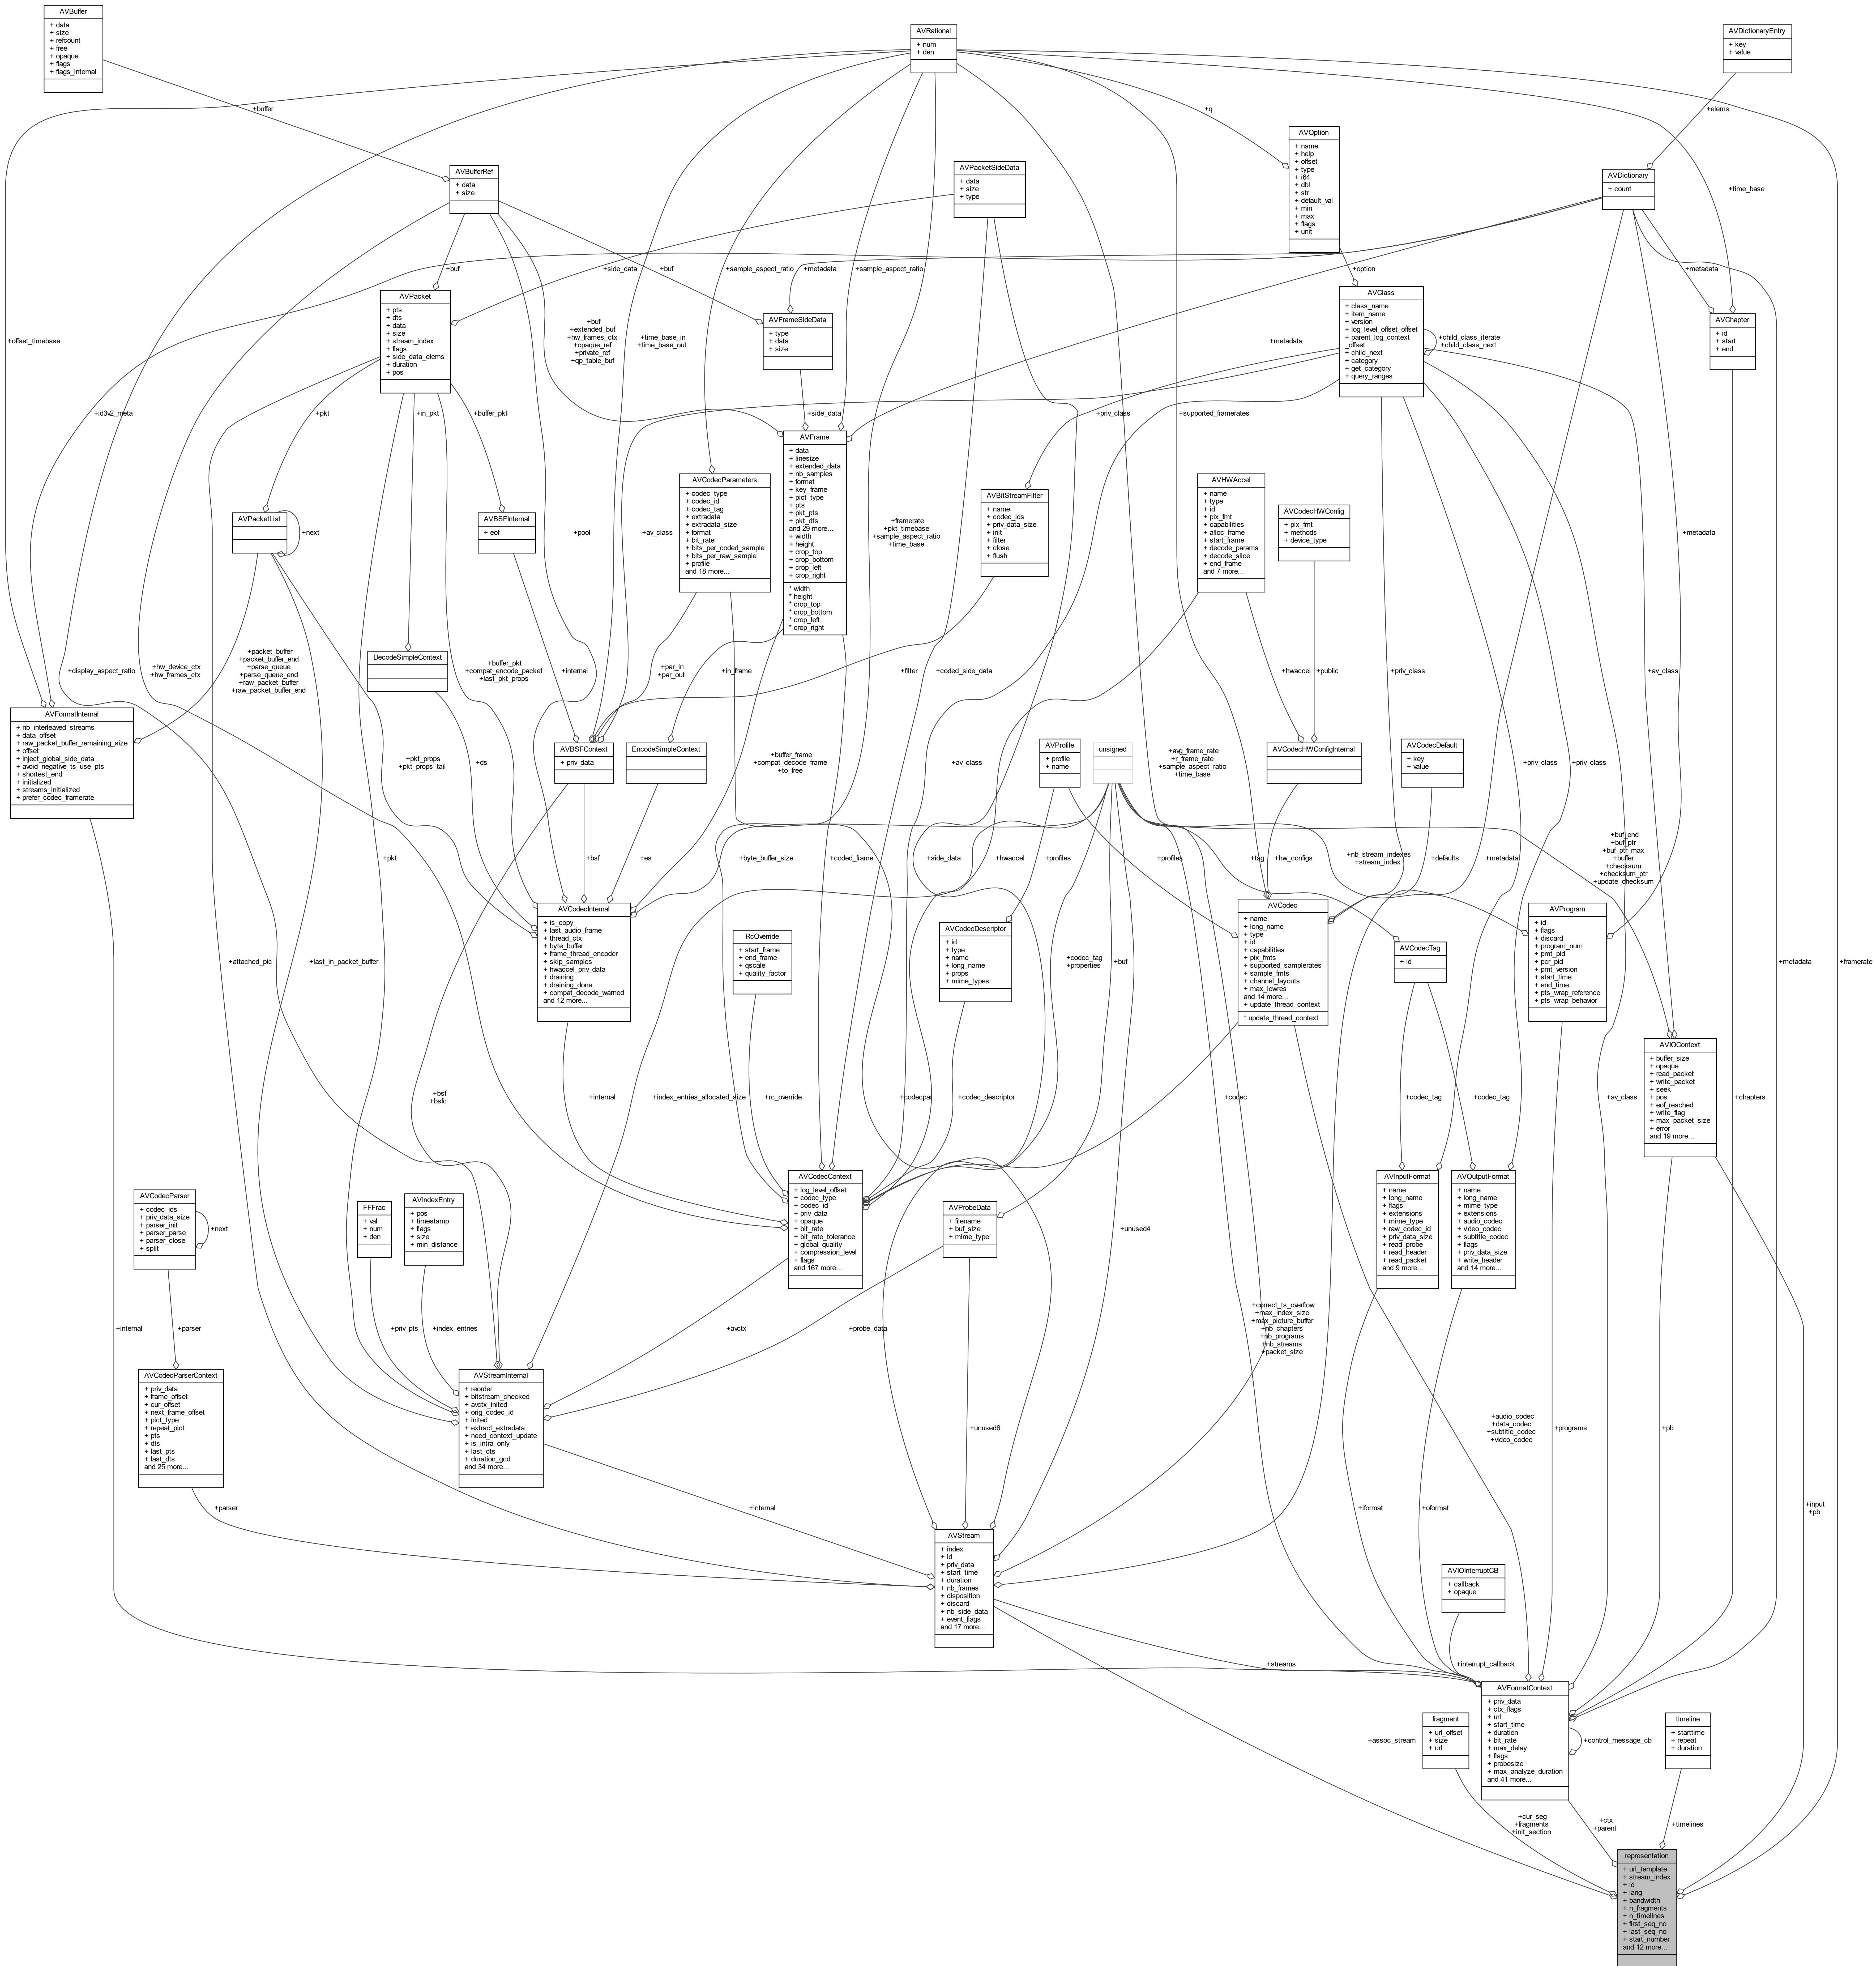 AVBuffer
+ data
+ size
+ refcount
+ free
+ opaque
+ flags
+ flags_internal
AVRational
+ num
+ den
AVDictionaryEntry
+ key
+ value
+buffer
+q
+elems
AVOption
+ name
+ help
+ offset
+ type
+ i64
+ dbl
+ str
+ default_val
+ min
+ max
+ flags
+ unit
AVBufferRef
+ data
+ size
AVPacketSideData
+ data
+ size
+ type
AVDictionary
+ count
+time_base
+buf
+side_data
+buf
+sample_aspect_ratio
+metadata
+sample_aspect_ratio
+option
+metadata
AVPacket
+ pts
+ dts
+ data
+ size
+ stream_index
+ flags
+ side_data_elems
+ duration
+ pos
AVClass
+ class_name
+ item_name
+ version
+ log_level_offset_offset
+ parent_log_context
_offset
+ child_next
+ category
+ get_category
+ query_ranges
+child_class_iterate
+child_class_next
AVFrameSideData
+ type
+ data
+ size
AVChapter
+ id
+ start
+ end
+offset_timebase
+buf
+extended_buf
+hw_frames_ctx
+opaque_ref
+private_ref
+qp_table_buf
+time_base_in
+time_base_out
+metadata
+id3v2_meta
+pkt
+in_pkt
+buffer_pkt
+side_data
+priv_class
+supported_framerates
AVFrame
+ data
+ linesize
+ extended_data
+ nb_samples
+ format
+ key_frame
+ pict_type
+ pts
+ pkt_pts
+ pkt_dts
and 29 more...
+ width
+ height
+ crop_top
+ crop_bottom
+ crop_left
+ crop_right
* width
* height
* crop_top
* crop_bottom
* crop_left
* crop_right
AVCodecParameters
+ codec_type
+ codec_id
+ codec_tag
+ extradata
+ extradata_size
+ format
+ bit_rate
+ bits_per_coded_sample
+ bits_per_raw_sample
+ profile
and 18 more...
AVBitStreamFilter
+ name
+ codec_ids
+ priv_data_size
+ init
+ filter
+ close
+ flush
AVHWAccel
+ name
+ type
+ id
+ pix_fmt
+ capabilities
+ alloc_frame
+ start_frame
+ decode_params
+ decode_slice
+ end_frame
and 7 more...
AVCodecHWConfig
+ pix_fmt
+ methods
+ device_type
AVPacketList
+next
AVBSFInternal
+ eof
+pool
+av_class
+framerate
+pkt_timebase
+sample_aspect_ratio
+time_base
+metadata
DecodeSimpleContext
+display_aspect_ratio
+hw_device_ctx
+hw_frames_ctx
+packet_buffer
+packet_buffer_end
+parse_queue
+parse_queue_end
+raw_packet_buffer
+raw_packet_buffer_end
+buffer_pkt
+compat_encode_packet
+last_pkt_props
+internal
+par_in
+par_out
+in_frame
+filter
+coded_side_data
+hwaccel
+public
+priv_class
+av_class
AVFormatInternal
+ nb_interleaved_streams
+ data_offset
+ raw_packet_buffer_remaining_size
+ offset
+ inject_global_side_data
+ avoid_negative_ts_use_pts
+ shortest_end
+ initialized
+ streams_initialized
+ prefer_codec_framerate
AVBSFContext
+ priv_data
EncodeSimpleContext
AVProfile
+ profile
+ name
unsigned
AVCodecHWConfigInternal
AVCodecDefault
+ key
+ value
+pkt_props
+pkt_props_tail
+ds
+buffer_frame
+compat_decode_frame
+to_free
+av_class
+avg_frame_rate
+r_frame_rate
+sample_aspect_ratio
+time_base
+priv_class
+priv_class
+pkt
+bsf
+es
+byte_buffer_size
+coded_frame
+side_data
+hwaccel
+profiles
+profiles
+tag
+hw_configs
+nb_stream_indexes
+stream_index
+defaults
+metadata
+buf_end
+buf_ptr
+buf_ptr_max
+buffer
+checksum
+checksum_ptr
+update_checksum
AVCodecInternal
+ is_copy
+ last_audio_frame
+ thread_ctx
+ byte_buffer
+ frame_thread_encoder
+ skip_samples
+ hwaccel_priv_data
+ draining
+ draining_done
+ compat_decode_warned
and 12 more...
RcOverride
+ start_frame
+ end_frame
+ qscale
+ quality_factor
AVCodecDescriptor
+ id
+ type
+ name
+ long_name
+ props
+ mime_types
AVCodec
+ name
+ long_name
+ type
+ id
+ capabilities
+ pix_fmts
+ supported_samplerates
+ sample_fmts
+ channel_layouts
+ max_lowres
and 14 more...
+ update_thread_context
* update_thread_context
AVCodecTag
+ id
AVProgram
+ id
+ flags
+ discard
+ program_num
+ pmt_pid
+ pcr_pid
+ pmt_version
+ start_time
+ end_time
+ pts_wrap_reference
+ pts_wrap_behavior
+attached_pic
+last_in_packet_buffer
+codec_tag
+properties
+buf
+metadata
+framerate
AVIOContext
+ buffer_size
+ opaque
+ read_packet
+ write_packet
+ seek
+ pos
+ eof_reached
+ write_flag
+ max_packet_size
+ error
and 19 more...
+bsf
+bsfc
+internal
+index_entries_allocated_size
+rc_override
+codecpar
+codec_descriptor
+codec
+codec_tag
+codec_tag
+av_class
+chapters
AVCodecContext
+ log_level_offset
+ codec_type
+ codec_id
+ priv_data
+ opaque
+ bit_rate
+ bit_rate_tolerance
+ global_quality
+ compression_level
+ flags
and 167 more...
AVInputFormat
+ name
+ long_name
+ flags
+ extensions
+ mime_type
+ raw_codec_id
+ priv_data_size
+ read_probe
+ read_header
+ read_packet
and 9 more...
AVOutputFormat
+ name
+ long_name
+ mime_type
+ extensions
+ audio_codec
+ video_codec
+ subtitle_codec
+ flags
+ priv_data_size
+ write_header
and 14 more...
AVCodecParser
+ codec_ids
+ priv_data_size
+ parser_init
+ parser_parse
+ parser_close
+ split
+next
FFFrac
+ val
+ num
+ den
AVIndexEntry
+ pos
+ timestamp
+ flags
+ size
+ min_distance
AVProbeData
+ filename
+ buf_size
+ mime_type
+unused4
+internal
+parser
+priv_pts
+index_entries
+avctx
+probe_data
+correct_ts_overflow
+max_index_size
+max_picture_buffer
+nb_chapters
+nb_programs
+nb_streams
+packet_size
AVCodecParserContext
+ priv_data
+ frame_offset
+ cur_offset
+ next_frame_offset
+ pict_type
+ repeat_pict
+ pts
+ dts
+ last_pts
+ last_dts
and 25 more...
AVStreamInternal
+ reorder
+ bitstream_checked
+ avctx_inited
+ orig_codec_id
+ inited
+ extract_extradata
+ need_context_update
+ is_intra_only
+ last_dts
+ duration_gcd
and 34 more...
+unused6
+audio_codec
+data_codec
+subtitle_codec
+video_codec
+programs
+pb
+parser
+internal
+iformat
+oformat
+input
+pb
AVStream
+ index
+ id
+ priv_data
+ start_time
+ duration
+ nb_frames
+ disposition
+ discard
+ nb_side_data
+ event_flags
and 17 more...
AVIOInterruptCB
+ callback
+ opaque
+streams
+interrupt_callback
AVFormatContext
+ priv_data
+ ctx_flags
+ url
+ start_time
+ duration
+ bit_rate
+ max_delay
+ flags
+ probesize
+ max_analyze_duration
and 41 more...
+control_message_cb
+assoc_stream
fragment
+ url_offset
+ size
+ url
timeline
+ starttime
+ repeat
+ duration
+cur_seg
+fragments
+init_section
+ctx
+parent
+timelines
representation
+ url_template
+ stream_index
+ id
+ lang
+ bandwidth
+ n_fragments
+ n_timelines
+ first_seq_no
+ last_seq_no
+ start_number
and 12 more...